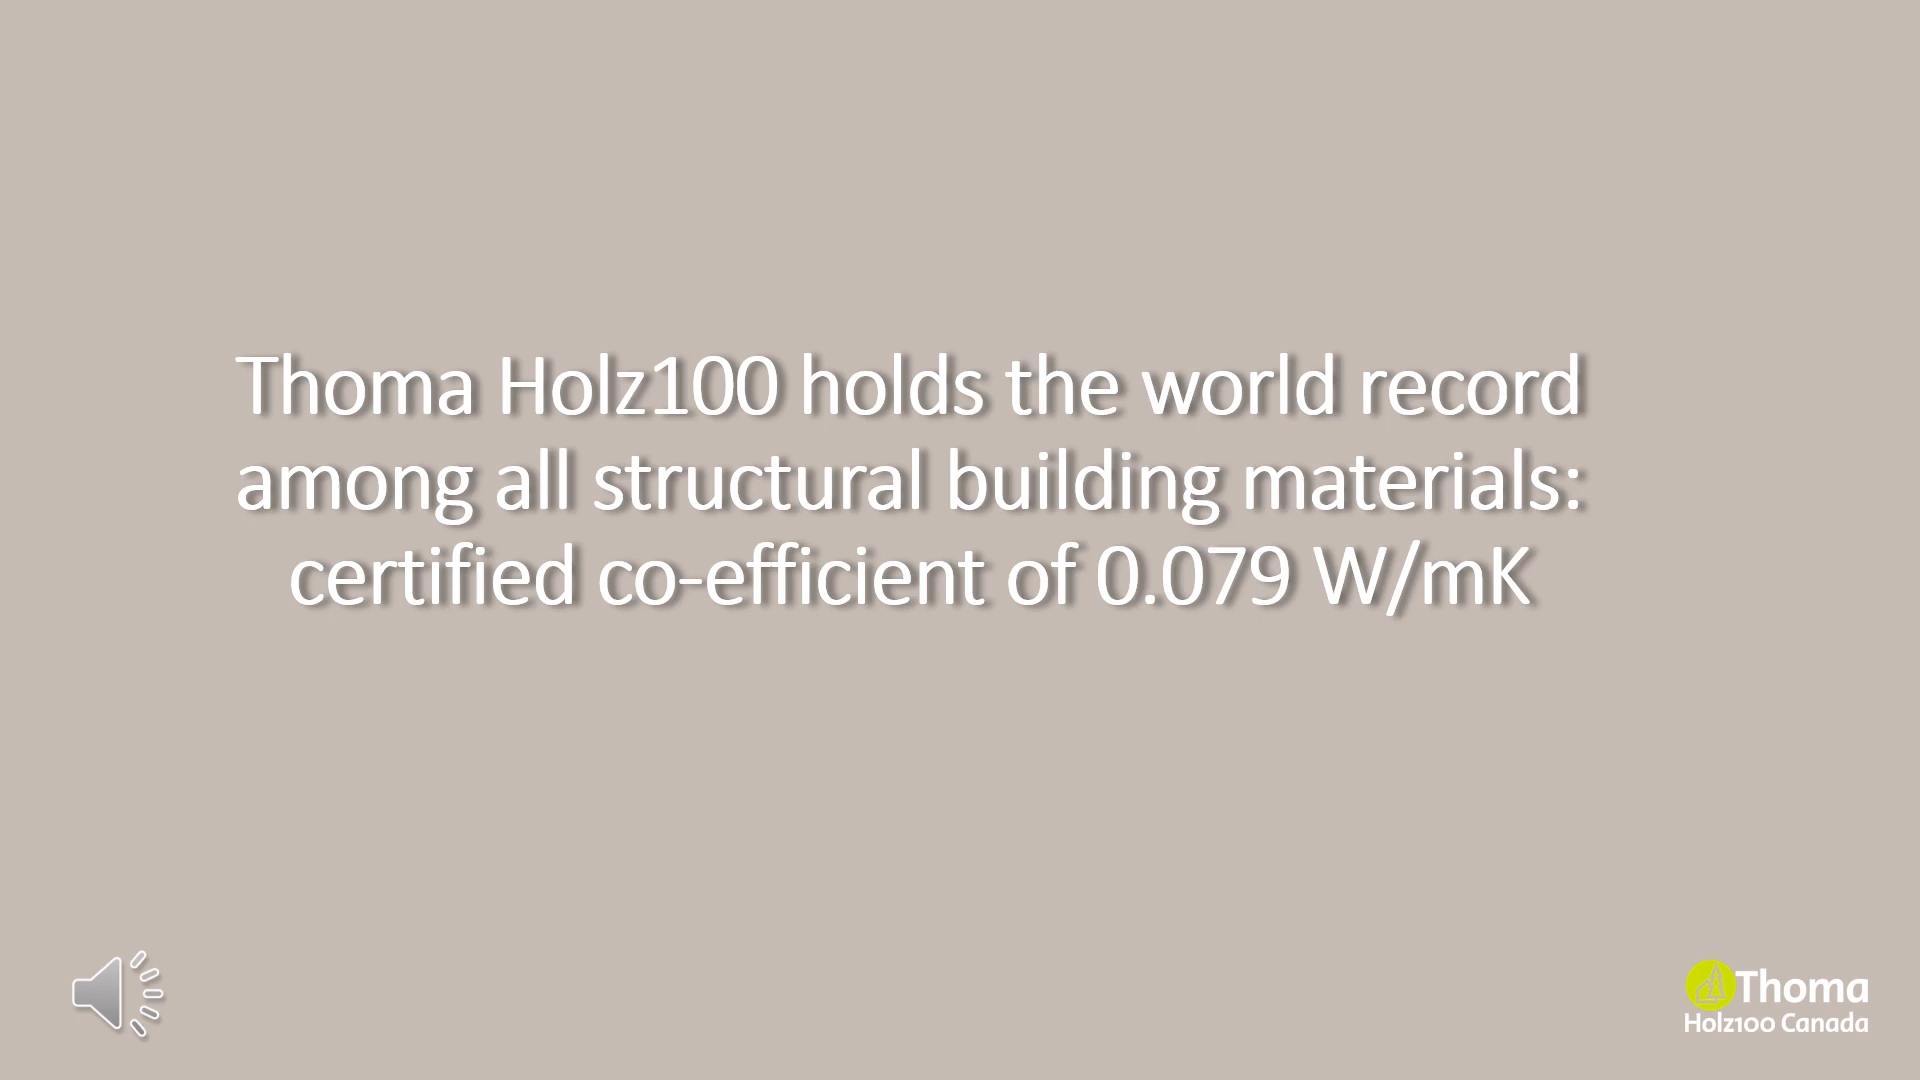 Thoma Holz100 holds the world record
among all structural building materials:
certified co-efficient of 0.079 W/mK
Thoma
Holz100 Canada